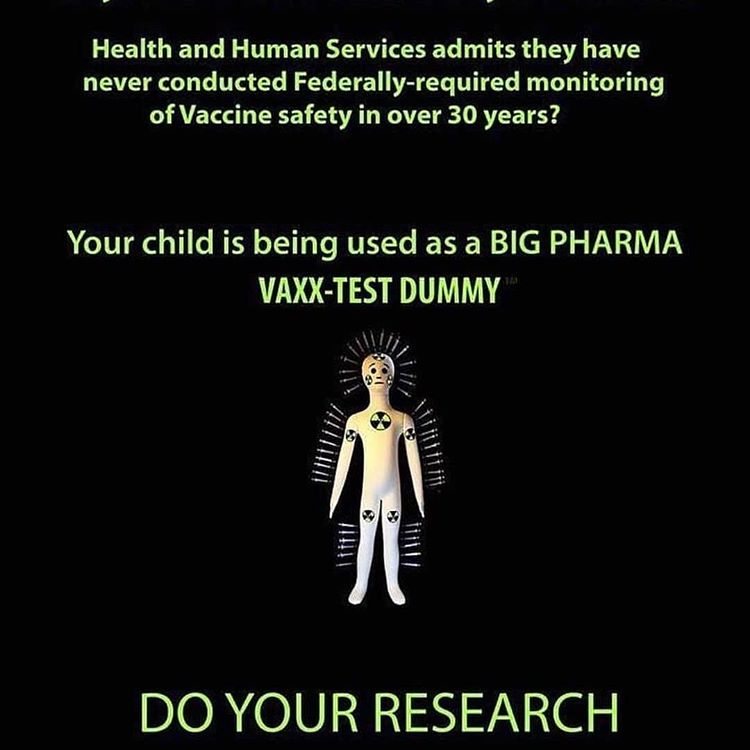 Health and Human Services admits they have
never conducted Federally-required monitoring
of Vaccine safety in over 30 years?
Your child is being used as a BIG PHARMA
VAXX-TEST DUMMY™
DO YOUR RESEARCH